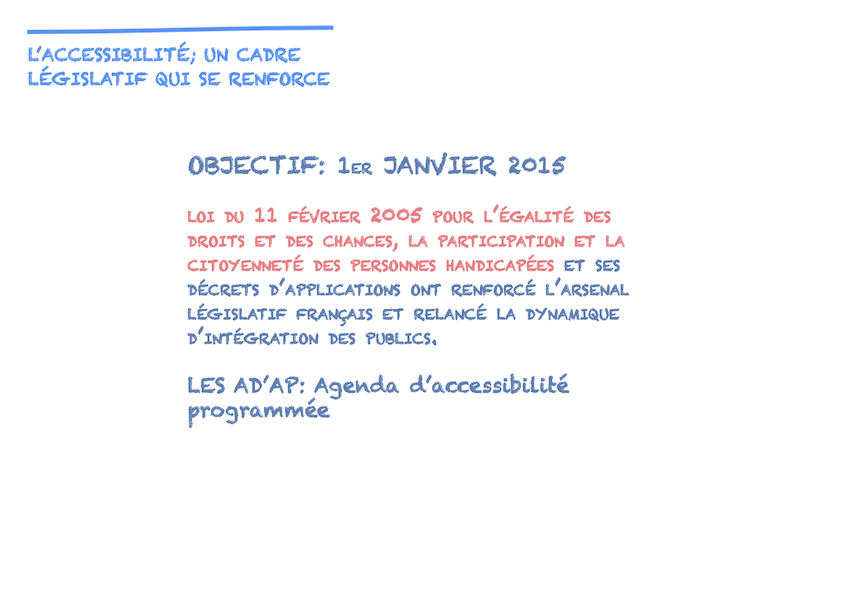 L'ACCESSIBILITÉ; UN CADRE
LÉGISLATIF QUI SE RENFORCE
OBJECTIF: 1ER JANVIER 2015
LOI DU 11 FÉVRIER 2005 POUR L'ÉGALITÉ DES
DROITS ET DES CHANCES, LA PARTICIPATION ET LA
CITOYENNETÉ DES PERSONNES HANDICAPÉES ET SES
DÉCRETS D'APPLICATIONS ONT RENFORCÉ L'ARSENAL
LÉGISLATIF FRANÇAIS ET RELANCÉ LA DYNAMIQUE
D'INTÉGRATION DES PUBLICS.
LES AD'AP: Agenda d'accessibilité
programmée